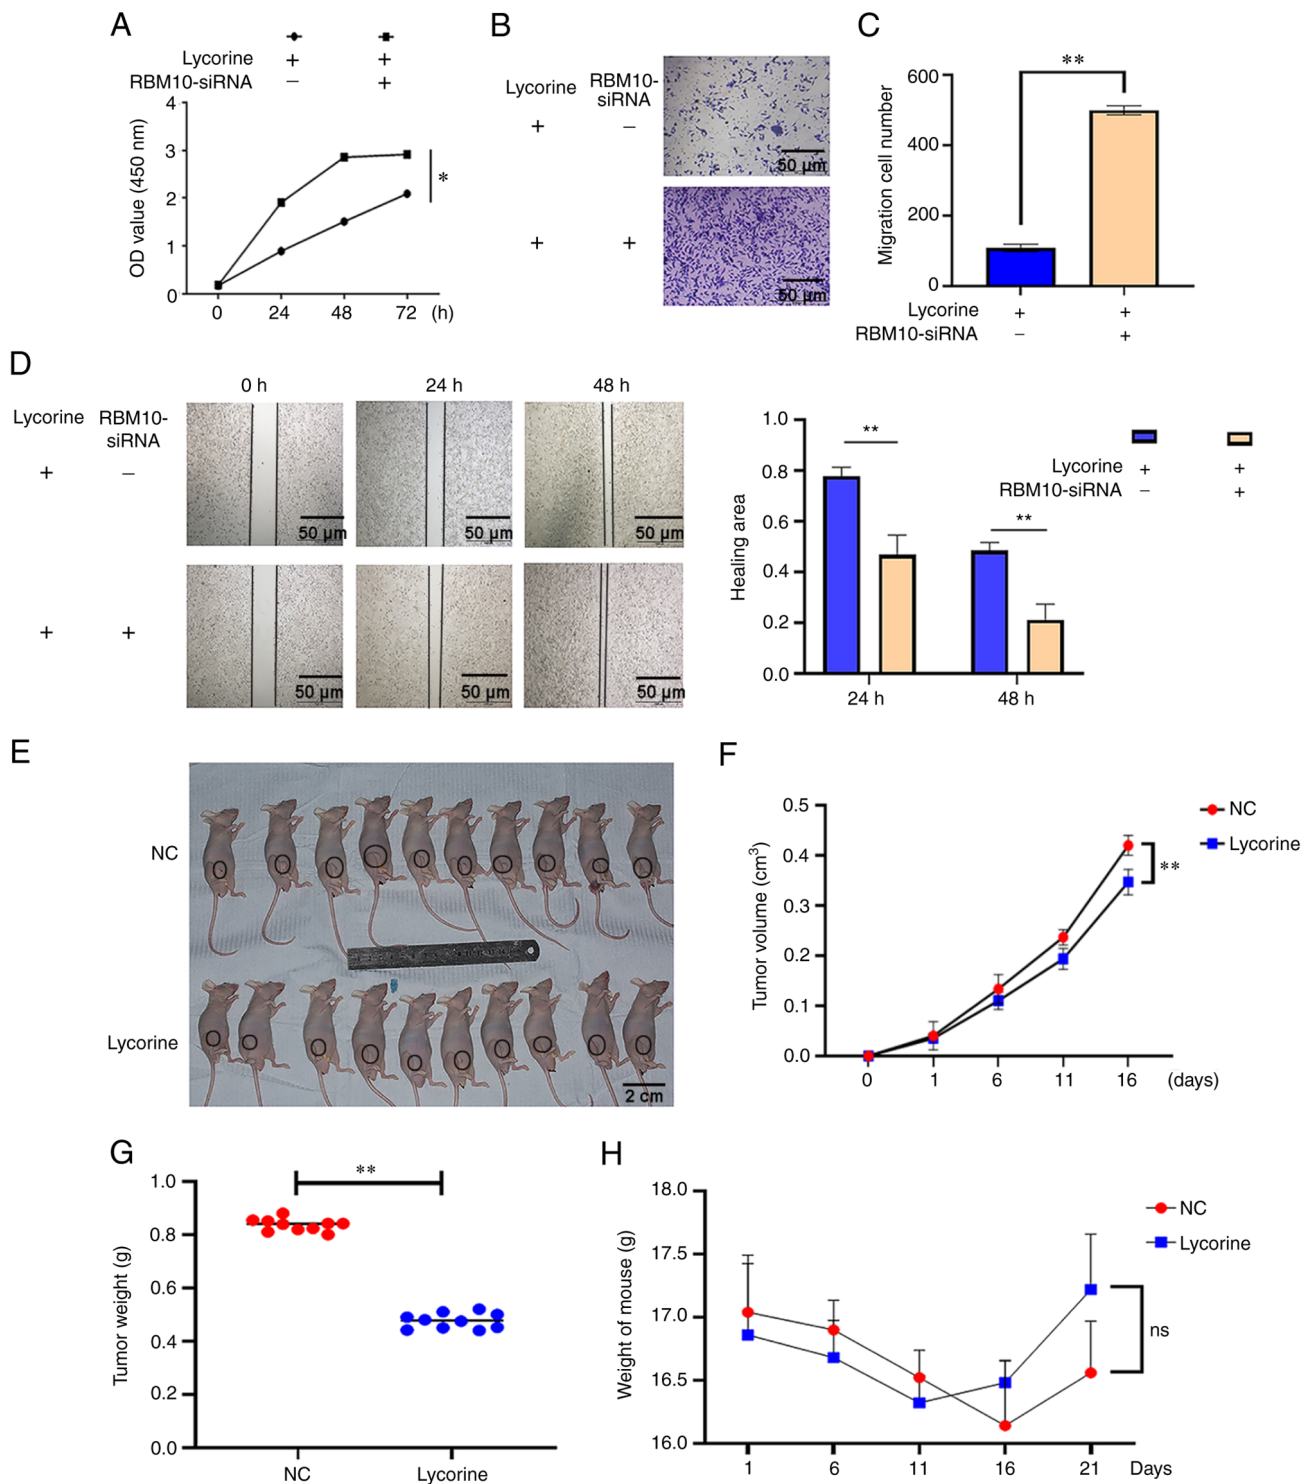 A
Lycorine + +
RBM10-siRNA − +
OD value (450 nm)
4
3
2
1
0
0 24 48 72 (h)
*
B
Lycorine RBM10-
siRNA
+ −
50 µm
+ +
50 µm
C
**
Migration cell number
600
400
200
0
Lycorine + +
RBM10-siRNA − +
D
0 h 24 h 48 h
Lycorine RBM10-
siRNA
+ −
50 µm 50 µm 50 µm
+ +
50 µm 50 µm 50 µm
Healing area
1.0
0.8
0.6
0.4
0.2
0.0
** **
24 h 48 h
Lycorine + +
RBM10-siRNA − +
E
NC
Lycorine
2 cm
F
Tumor volume (cm³)
0.5
0.4
0.3
0.2
0.1
0.0
0 1 6 11 16 (days)
NC
Lycorine
**
G
**
Tumor weight (g)
1.0
0.8
0.6
0.4
0.2
0.0
NC Lycorine
H
Weight of mouse (g)
18.0
17.5
17.0
16.5
16.0
1 6 11 16 21 Days
NC
Lycorine
ns